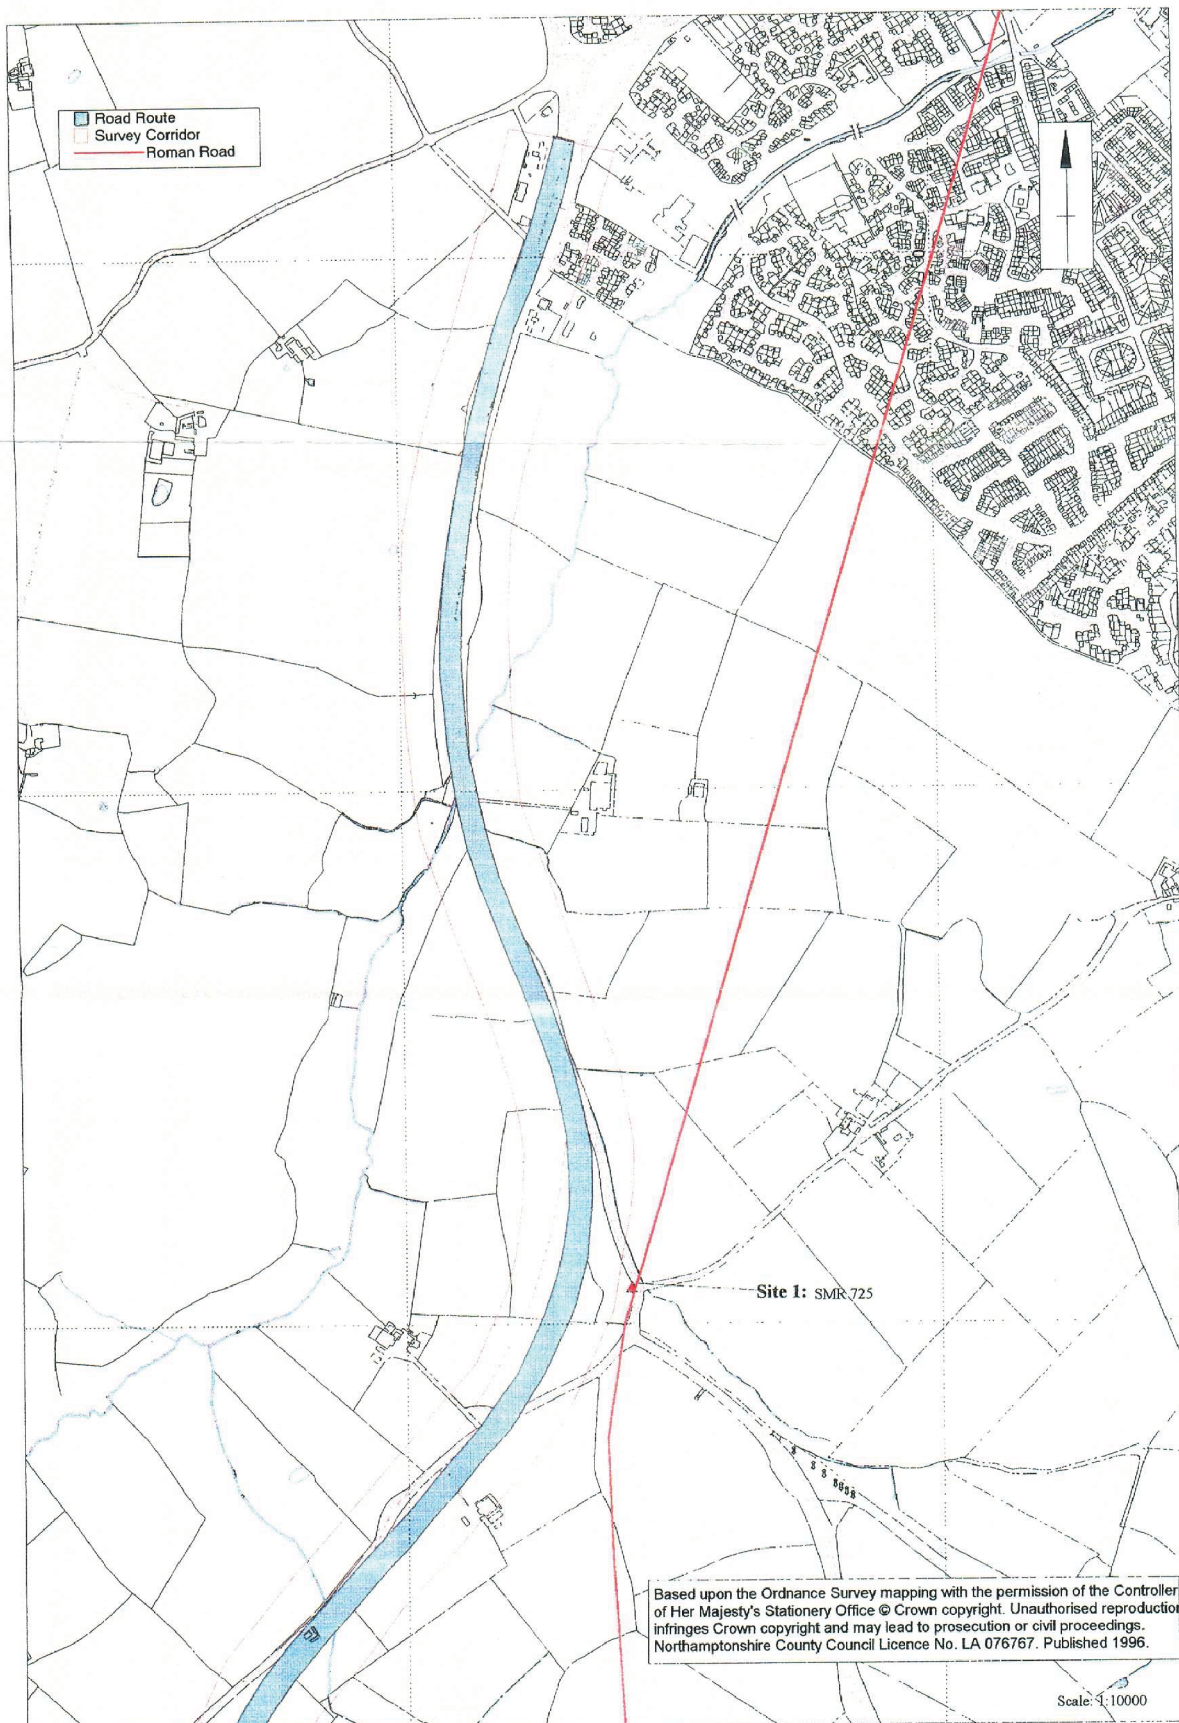 Road Route
Survey Corridor
Roman Road
Site 1: SMR 725
Based upon the Ordnance Survey mapping with the permission of the Controller
of Her Majesty's Stationery Office © Crown copyright. Unauthorised reproduction
infringes Crown copyright and may lead to prosecution or civil proceedings.
Northamptonshire County Council Licence No. LA 076767. Published 1996.
Scale: 1:10000